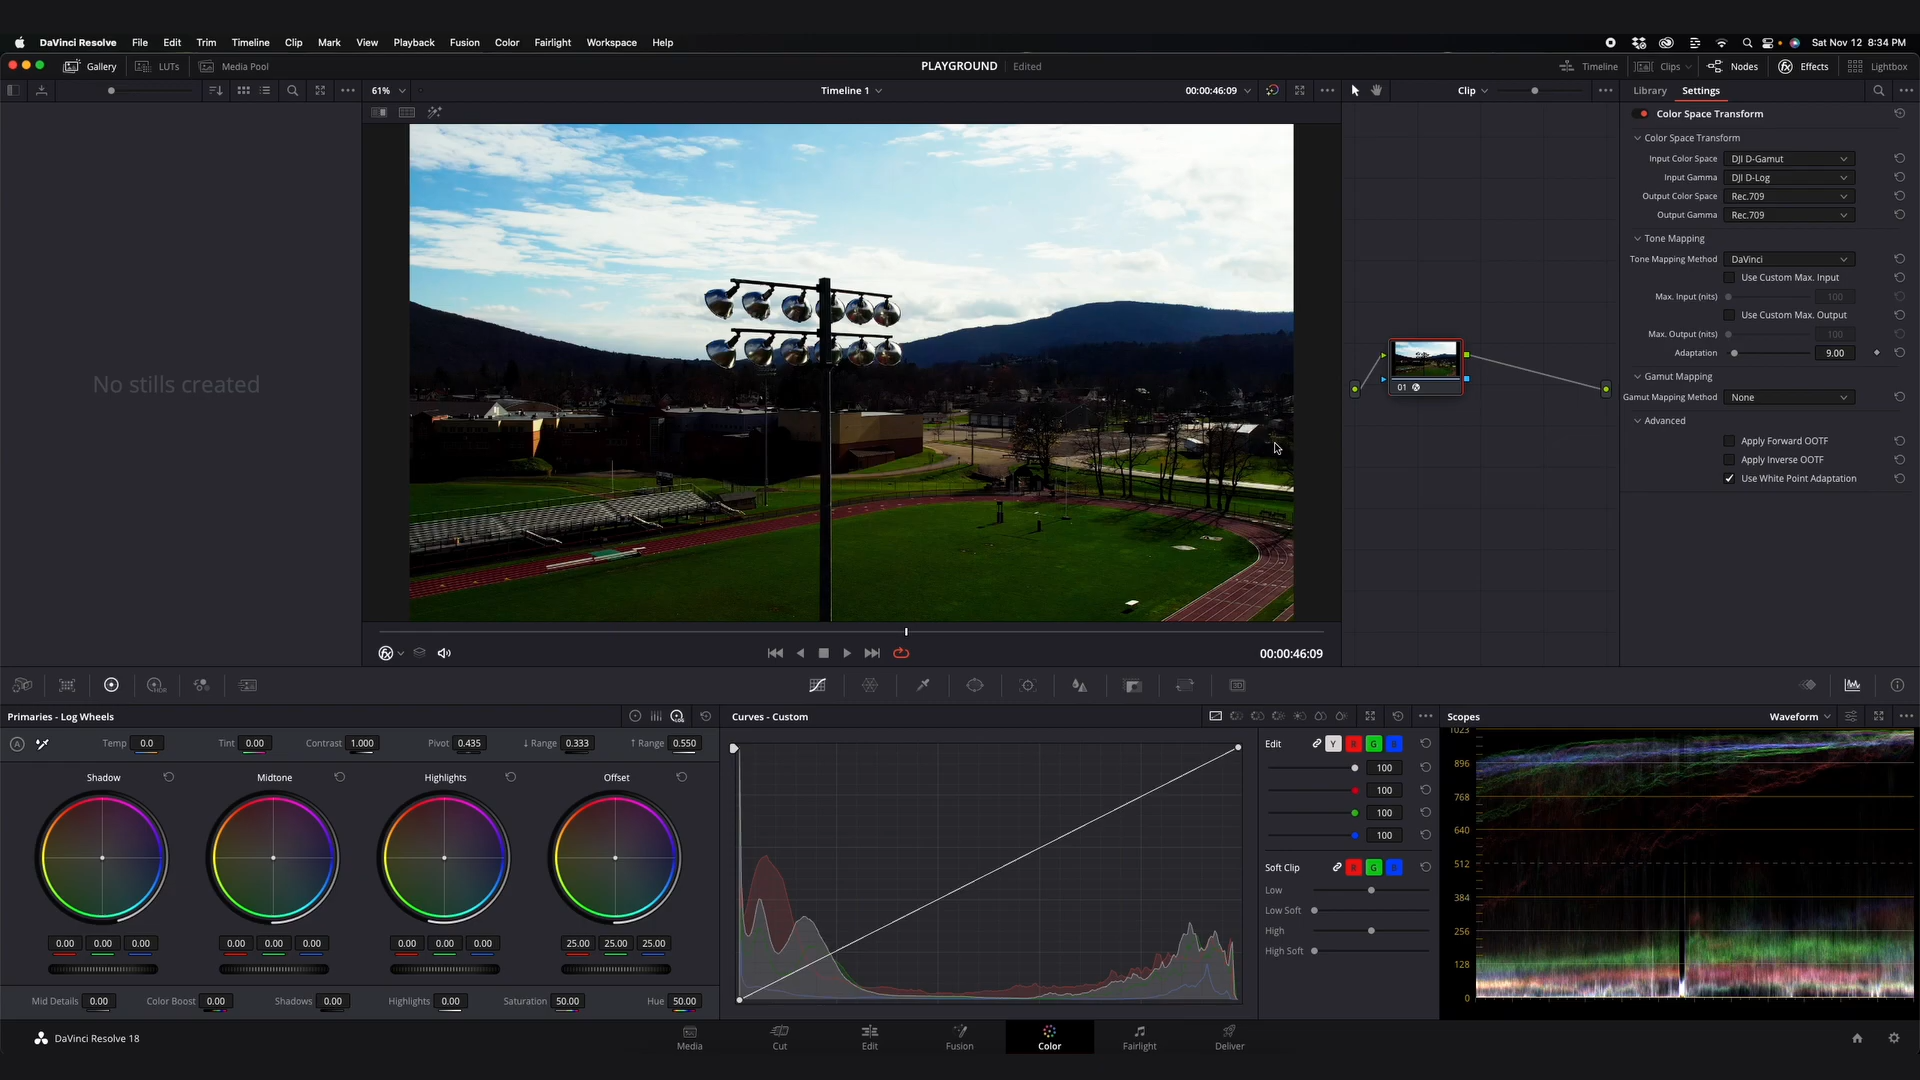 DaVinci Resolve File Edit Trim Timeline Clip Mark View Playback Fusion Color Fairlight Workspace Help Sat Nov 12 8:34 PM
Gallery LUTs Media Pool PLAYGROUND Edited Timeline Clips Nodes Effects Lightbox
61% Timeline 1 00:00:46:09 Clip Library Settings
Color Space Transform
Color Space Transform
Input Color Space DJI D-Gamut
Input Gamma DJI D-Log
Output Color Space Rec.709
Output Gamma Rec.709
Tone Mapping
Tone Mapping Method DaVinci
Use Custom Max. Input
Max. Input (nits) 100
Use Custom Max. Output
Max. Output (nits) 100
Adaptation 9.00
Gamut Mapping
Gamut Mapping Method None
Advanced
Apply Forward OOTF
Apply Inverse OOTF
Use White Point Adaptation
No stills created
01
00:00:46:09
HDR
LOG
Primaries - Log Wheels Curves - Custom Scopes Waveform
A Temp 0.0 Tint 0.00 Contrast 1.000 Pivot 0.435 ↓ Range 0.333 ↑ Range 0.550
Shadow Midtone Highlights Offset
0.00 0.00 0.00 0.00 0.00 0.00 0.00 0.00 0.00 25.00 25.00 25.00
Mid Details 0.00 Color Boost 0.00 Shadows 0.00 Highlights 0.00 Saturation 50.00 Hue 50.00
Edit Y R G B
100
100
100
100
Soft Clip R G B
Low
Low Soft
High
High Soft
1023
896
768
640
512
384
256
128
0
DaVinci Resolve 18 Media Cut Edit Fusion Color Fairlight Deliver